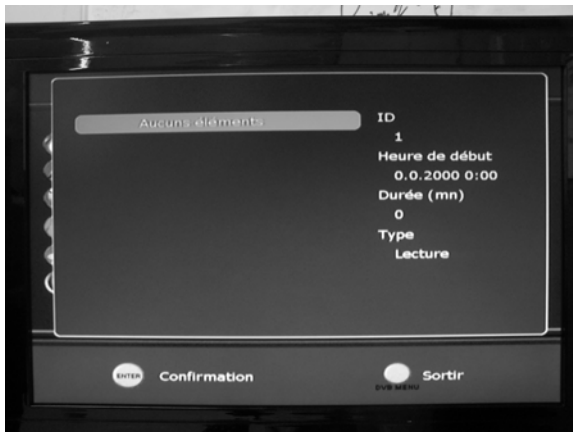 Aucuns éléments
ID
1
Heure de début
0.0.2000 0:00
Durée (mn)
0
Type
Lecture
ENTER
Confirmation
DVR MENU
Sortir